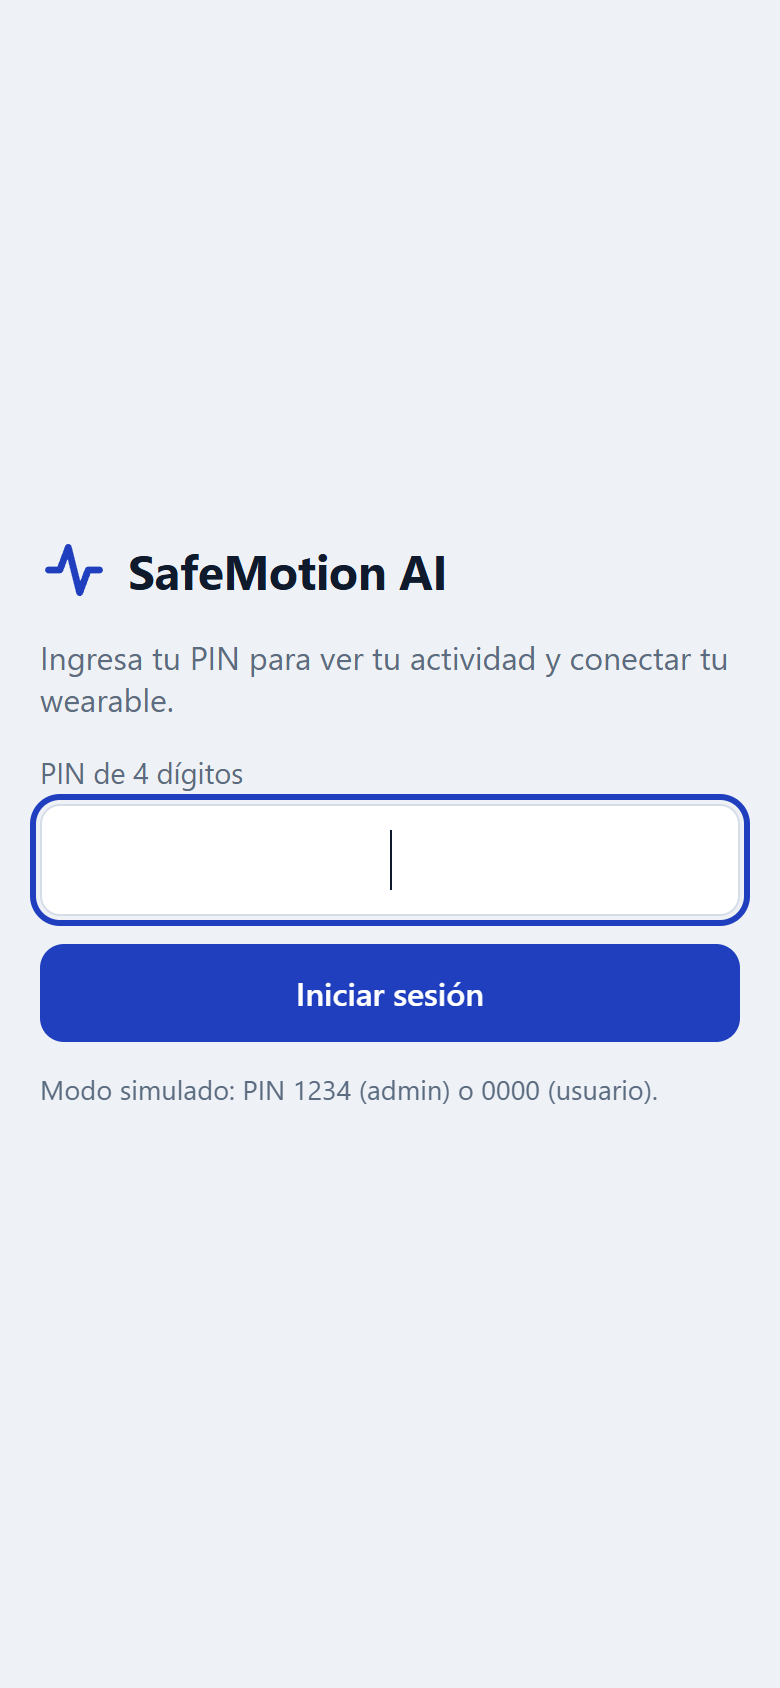 SafeMotion AI
Ingresa tu PIN para ver tu actividad y conectar tu
wearable.
PIN de 4 dígitos
Iniciar sesión
Modo simulado: PIN 1234 (admin) o 0000 (usuario).